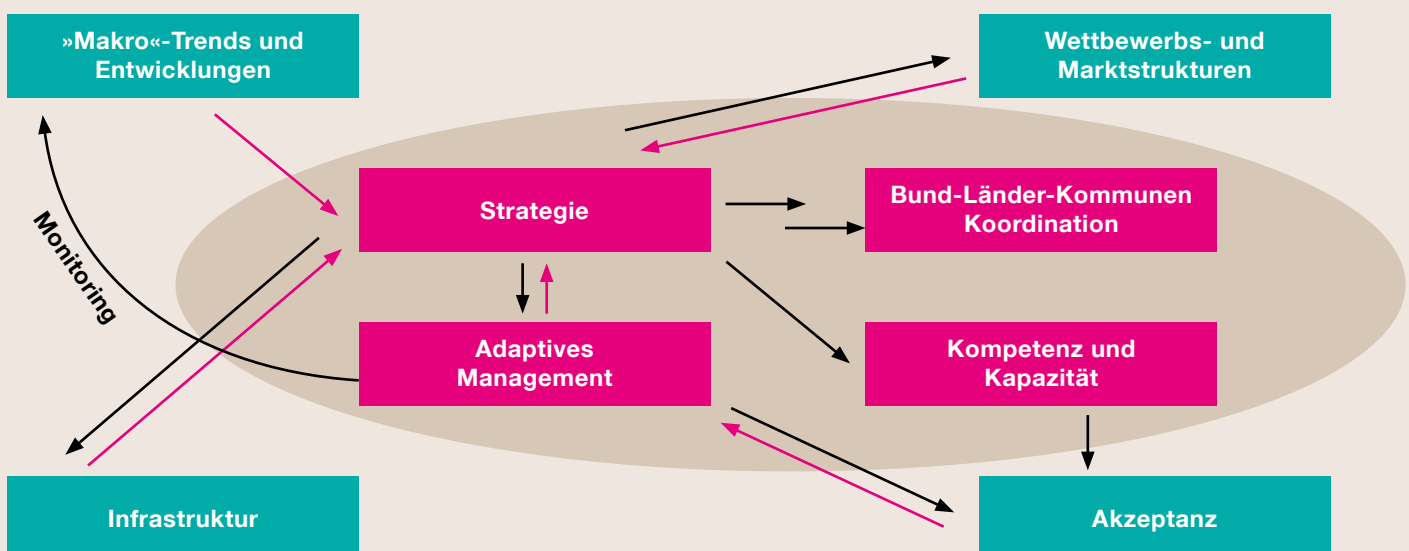 »Makro«-Trends und
Entwicklungen
Wettbewerbs- und
Marktstrukturen
Strategie
Bund-Länder-Kommunen
Koordination
Monitoring
Adaptives
Management
Kompetenz und
Kapazität
Infrastruktur
Akzeptanz